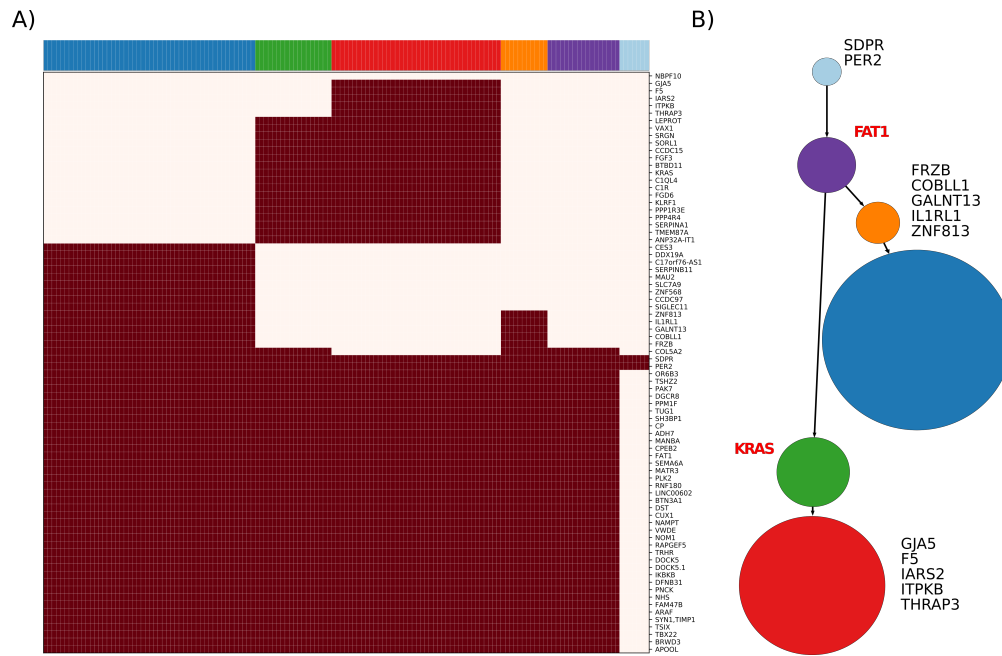 A)
B)
NBPF10
GJA5
F5
IARS2
ITPKB
THRAP3
LEPROT
VAX1
SRGN
SORL1
CCDC15
FGF3
BTBD11
KRAS
C1QL4
C1R
FGD6
KLRF1
PPP1R3E
PPP4R4
SERPINA1
TMEM87A
ANP32A-IT1
CES3
DDX19A
C17orf76-AS1
SERPINB11
MAU2
SLC7A9
ZNF568
CCDC97
SIGLEC11
ZNF813
IL1RL1
GALNT13
COBLL1
FRZB
COL5A2
SDPR
PER2
OR6B3
TSHZ2
PAK7
DGCR8
PPM1F
TUG1
SH3BP1
CP
ADH7
MANBA
CPEB2
FAT1
SEMA6A
MATR3
PLK2
RNF180
LINC00602
BTN3A1
DST
CUX1
NAMPT
VWDE
NOM1
RAPGEF5
TRHR
DOCK5
DOCK5.1
IKBKB
DFNB31
PNCK
NHS
FAM47B
ARAF
SYN1,TIMP1
TSIX
TBX22
BRWD3
APOOL
SDPR
PER2
FAT1
FRZB
COBLL1
GALNT13
IL1RL1
ZNF813
KRAS
GJA5
F5
IARS2
ITPKB
THRAP3